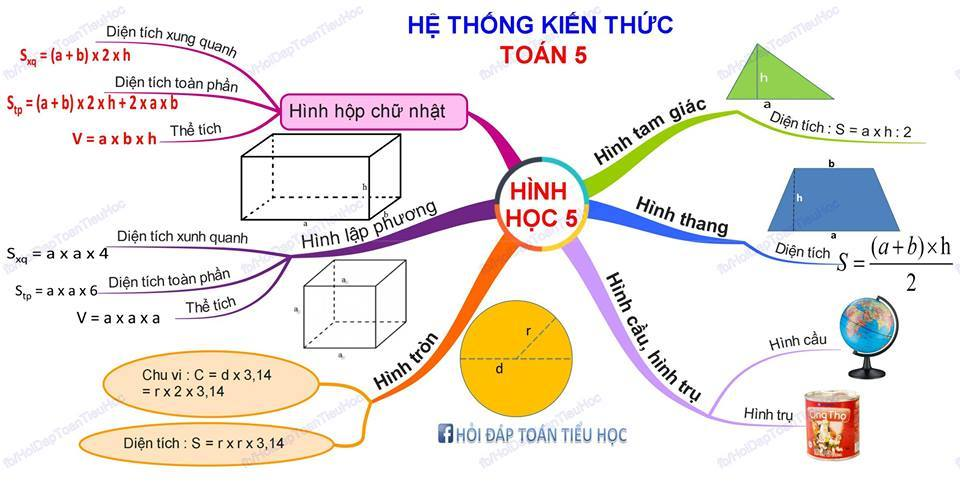 HỆ THỐNG KIẾN THỨC
TOÁN 5
HÌNH
HỌC 5
Hình hộp chữ nhật
Diện tích xung quanh
Sxq = (a + b) x 2 x h
Diện tích toàn phần
Stp = (a + b) x 2 x h + 2 x a x b
Thể tích
V = a x b x h
h
b
a
Hình lập phương
Diện tích xunh quanh
Sxq = a x a x 4
Diện tích toàn phần
Stp = a x a x 6
Thể tích
V = a x a x a
Hình tròn
Chu vi : C = d x 3,14
= r x 2 x 3,14
Diện tích : S = r x r x 3,14
r
d
Hình tam giác
h
a
Diện tích : S = a x h : 2
Hình thang
b
h
a
Diện tích
S = (a+b)×h
2
Hình cầu, hình trụ
Hình cầu
Hình trụ
Ông Thọ
f HỎI ĐÁP TOÁN TIỂU HỌC
fb/HoiDapToanTieuHoc